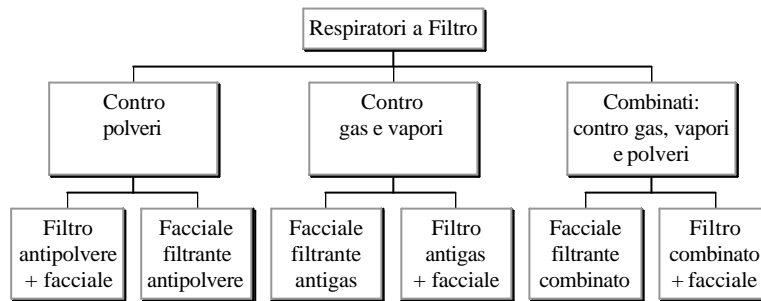 Respiratori a Filtro
Contro
polveri
Contro
gas e vapori
Combinati:
contro gas, vapori
e polveri
Filtro
antipolvere
+ facciale
Facciale
filtrante
antipolvere
Facciale
filtrante
antigas
Filtro
antigas
+ facciale
Facciale
filtrante
combinato
Filtro
combinato
+ facciale